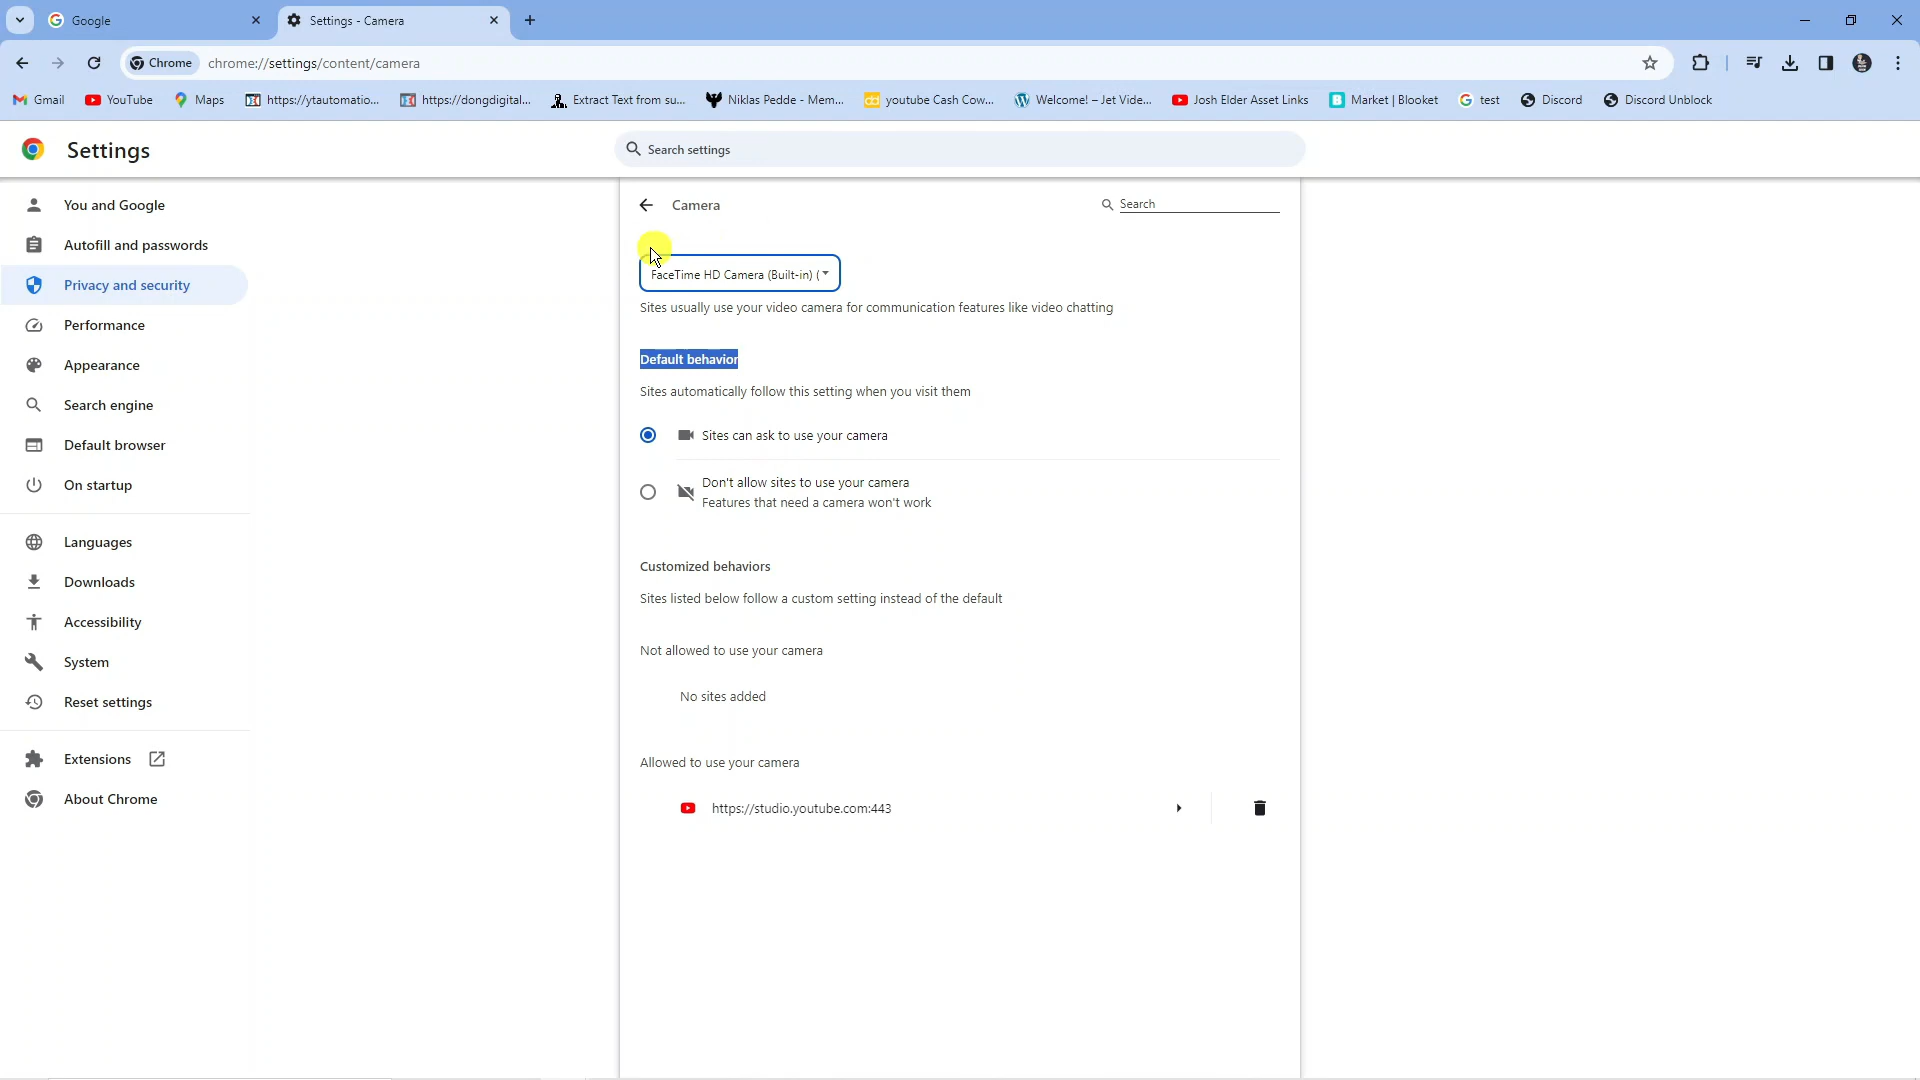 Google
Settings - Camera
Chrome
chrome://settings/content/camera
Gmail
YouTube
Maps
https://ytautomatio...
https://dongdigital...
Extract Text from su...
Niklas Pedde - Mem...
youtube Cash Cow...
Welcome! – Jet Vide...
Josh Elder Asset Links
Market | Blooket
test
Discord
Discord Unblock
Settings
Search settings
You and Google
Autofill and passwords
Privacy and security
Performance
Appearance
Search engine
Default browser
On startup
Languages
Downloads
Accessibility
System
Reset settings
Extensions
About Chrome
Camera
Search
FaceTime HD Camera (Built-in) (
Sites usually use your video camera for communication features like video chatting
Default behavior
Sites automatically follow this setting when you visit them
Sites can ask to use your camera
Don't allow sites to use your camera
Features that need a camera won't work
Customized behaviors
Sites listed below follow a custom setting instead of the default
Not allowed to use your camera
No sites added
Allowed to use your camera
https://studio.youtube.com:443